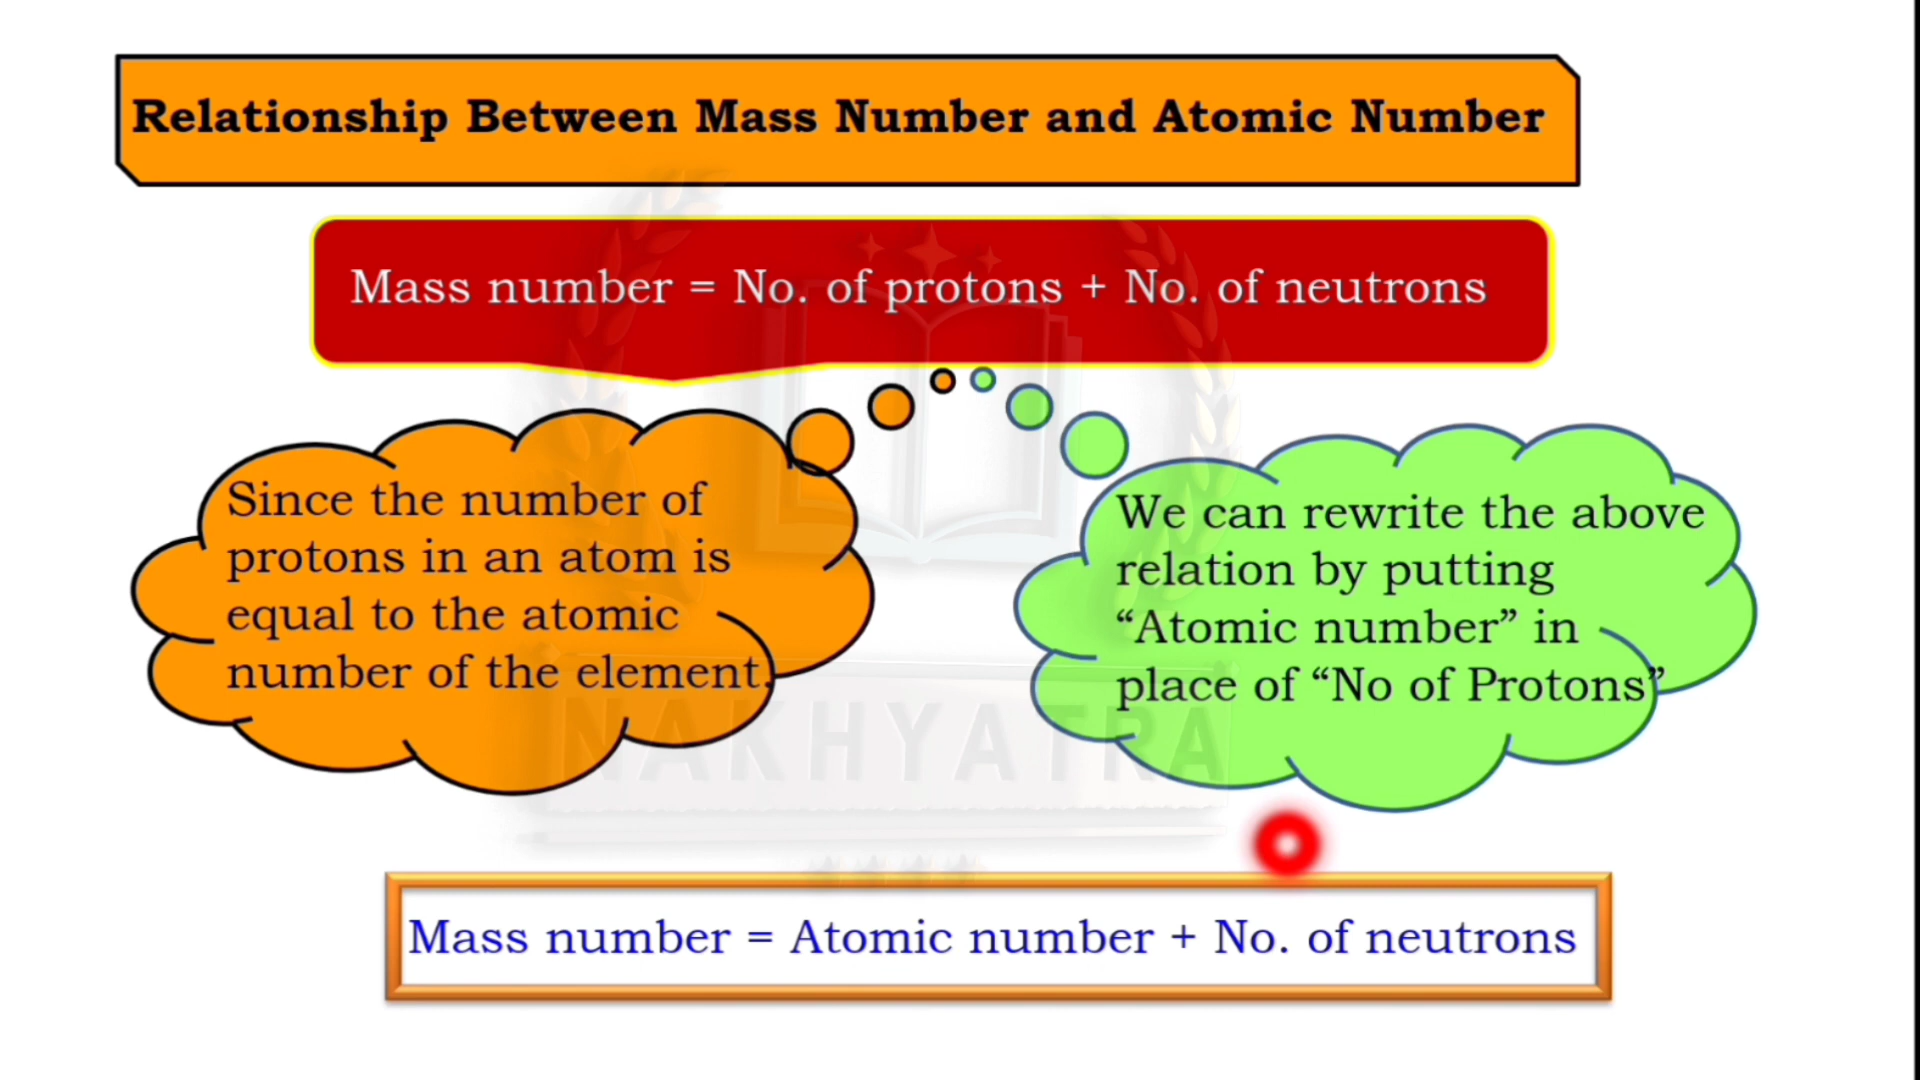 Relationship Between Mass Number and Atomic Number
Mass number = No. of protons + No. of neutrons
Since the number of
protons in an atom is
equal to the atomic
number of the element.
We can rewrite the above
relation by putting
“Atomic number” in
place of “No of Protons”
NAKHYATRA
Mass number = Atomic number + No. of neutrons